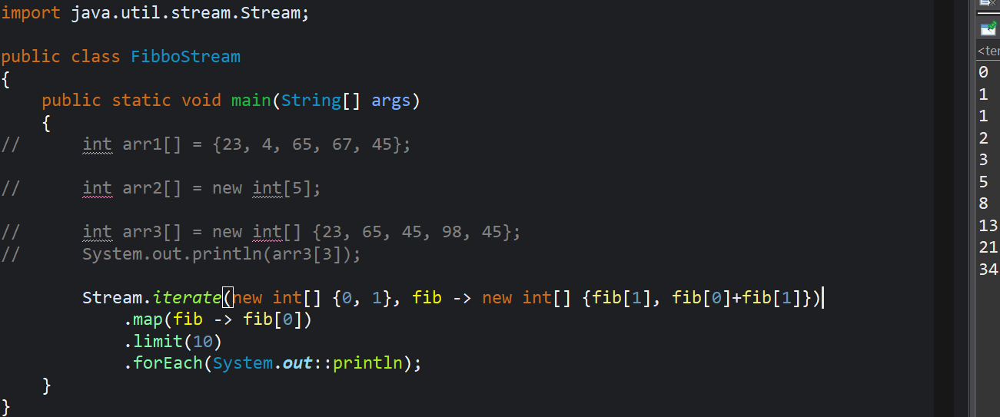 import java.util.stream.Stream;
public class FibboStream
{
    public static void main(String[] args)
    {
//      int arr1[] = {23, 4, 65, 67, 45};
//      int arr2[] = new int[5];
//      int arr3[] = new int[] {23, 65, 45, 98, 45};
//      System.out.println(arr3[3]);
        Stream.iterate(new int[] {0, 1}, fib -> new int[] {fib[1], fib[0]+fib[1]})
            .map(fib -> fib[0])
            .limit(10)
            .forEach(System.out::println);
    }
}
<ter
0
1
1
2
3
5
8
13
21
34